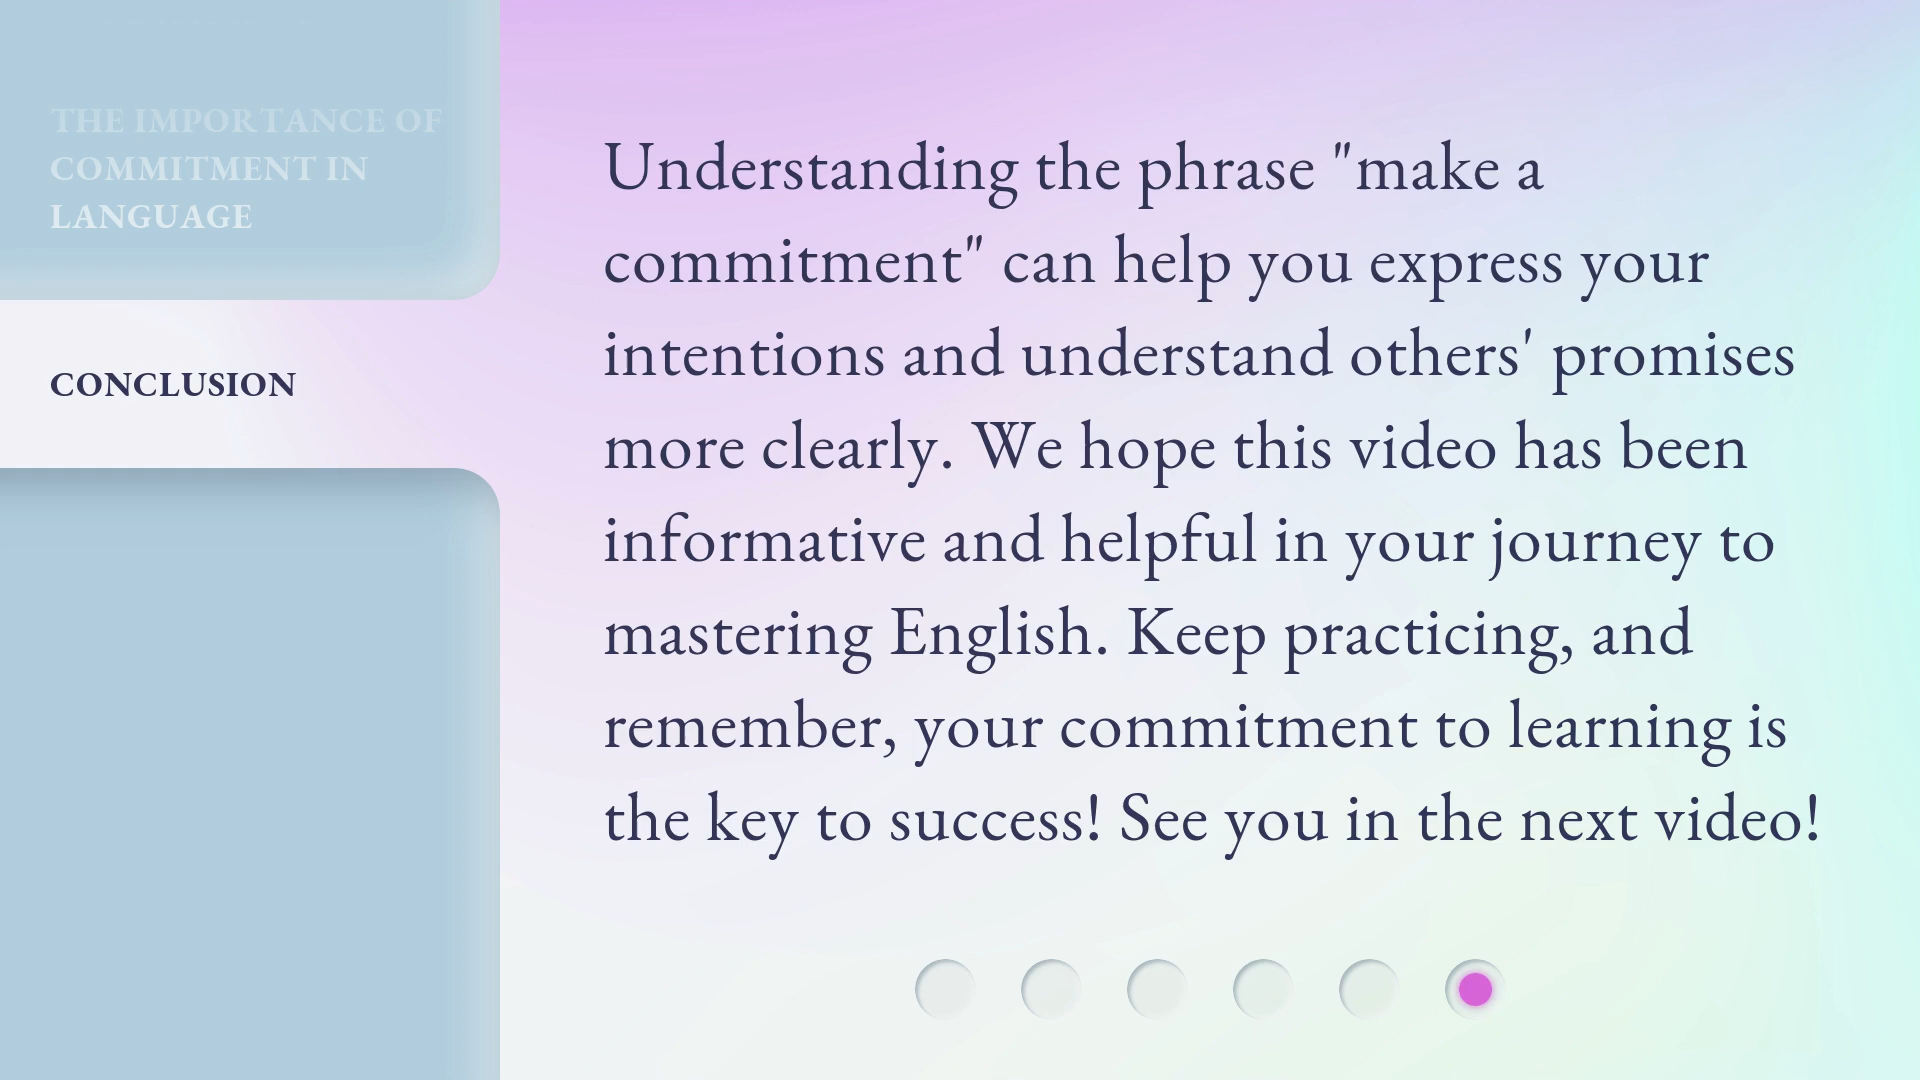 THE IMPORTANCE OF
COMMITMENT IN
LANGUAGE
CONCLUSION
Understanding the phrase "make a
commitment" can help you express your
intentions and understand others' promises
more clearly. We hope this video has been
informative and helpful in your journey to
mastering English. Keep practicing, and
remember, your commitment to learning is
the key to success! See you in the next video!